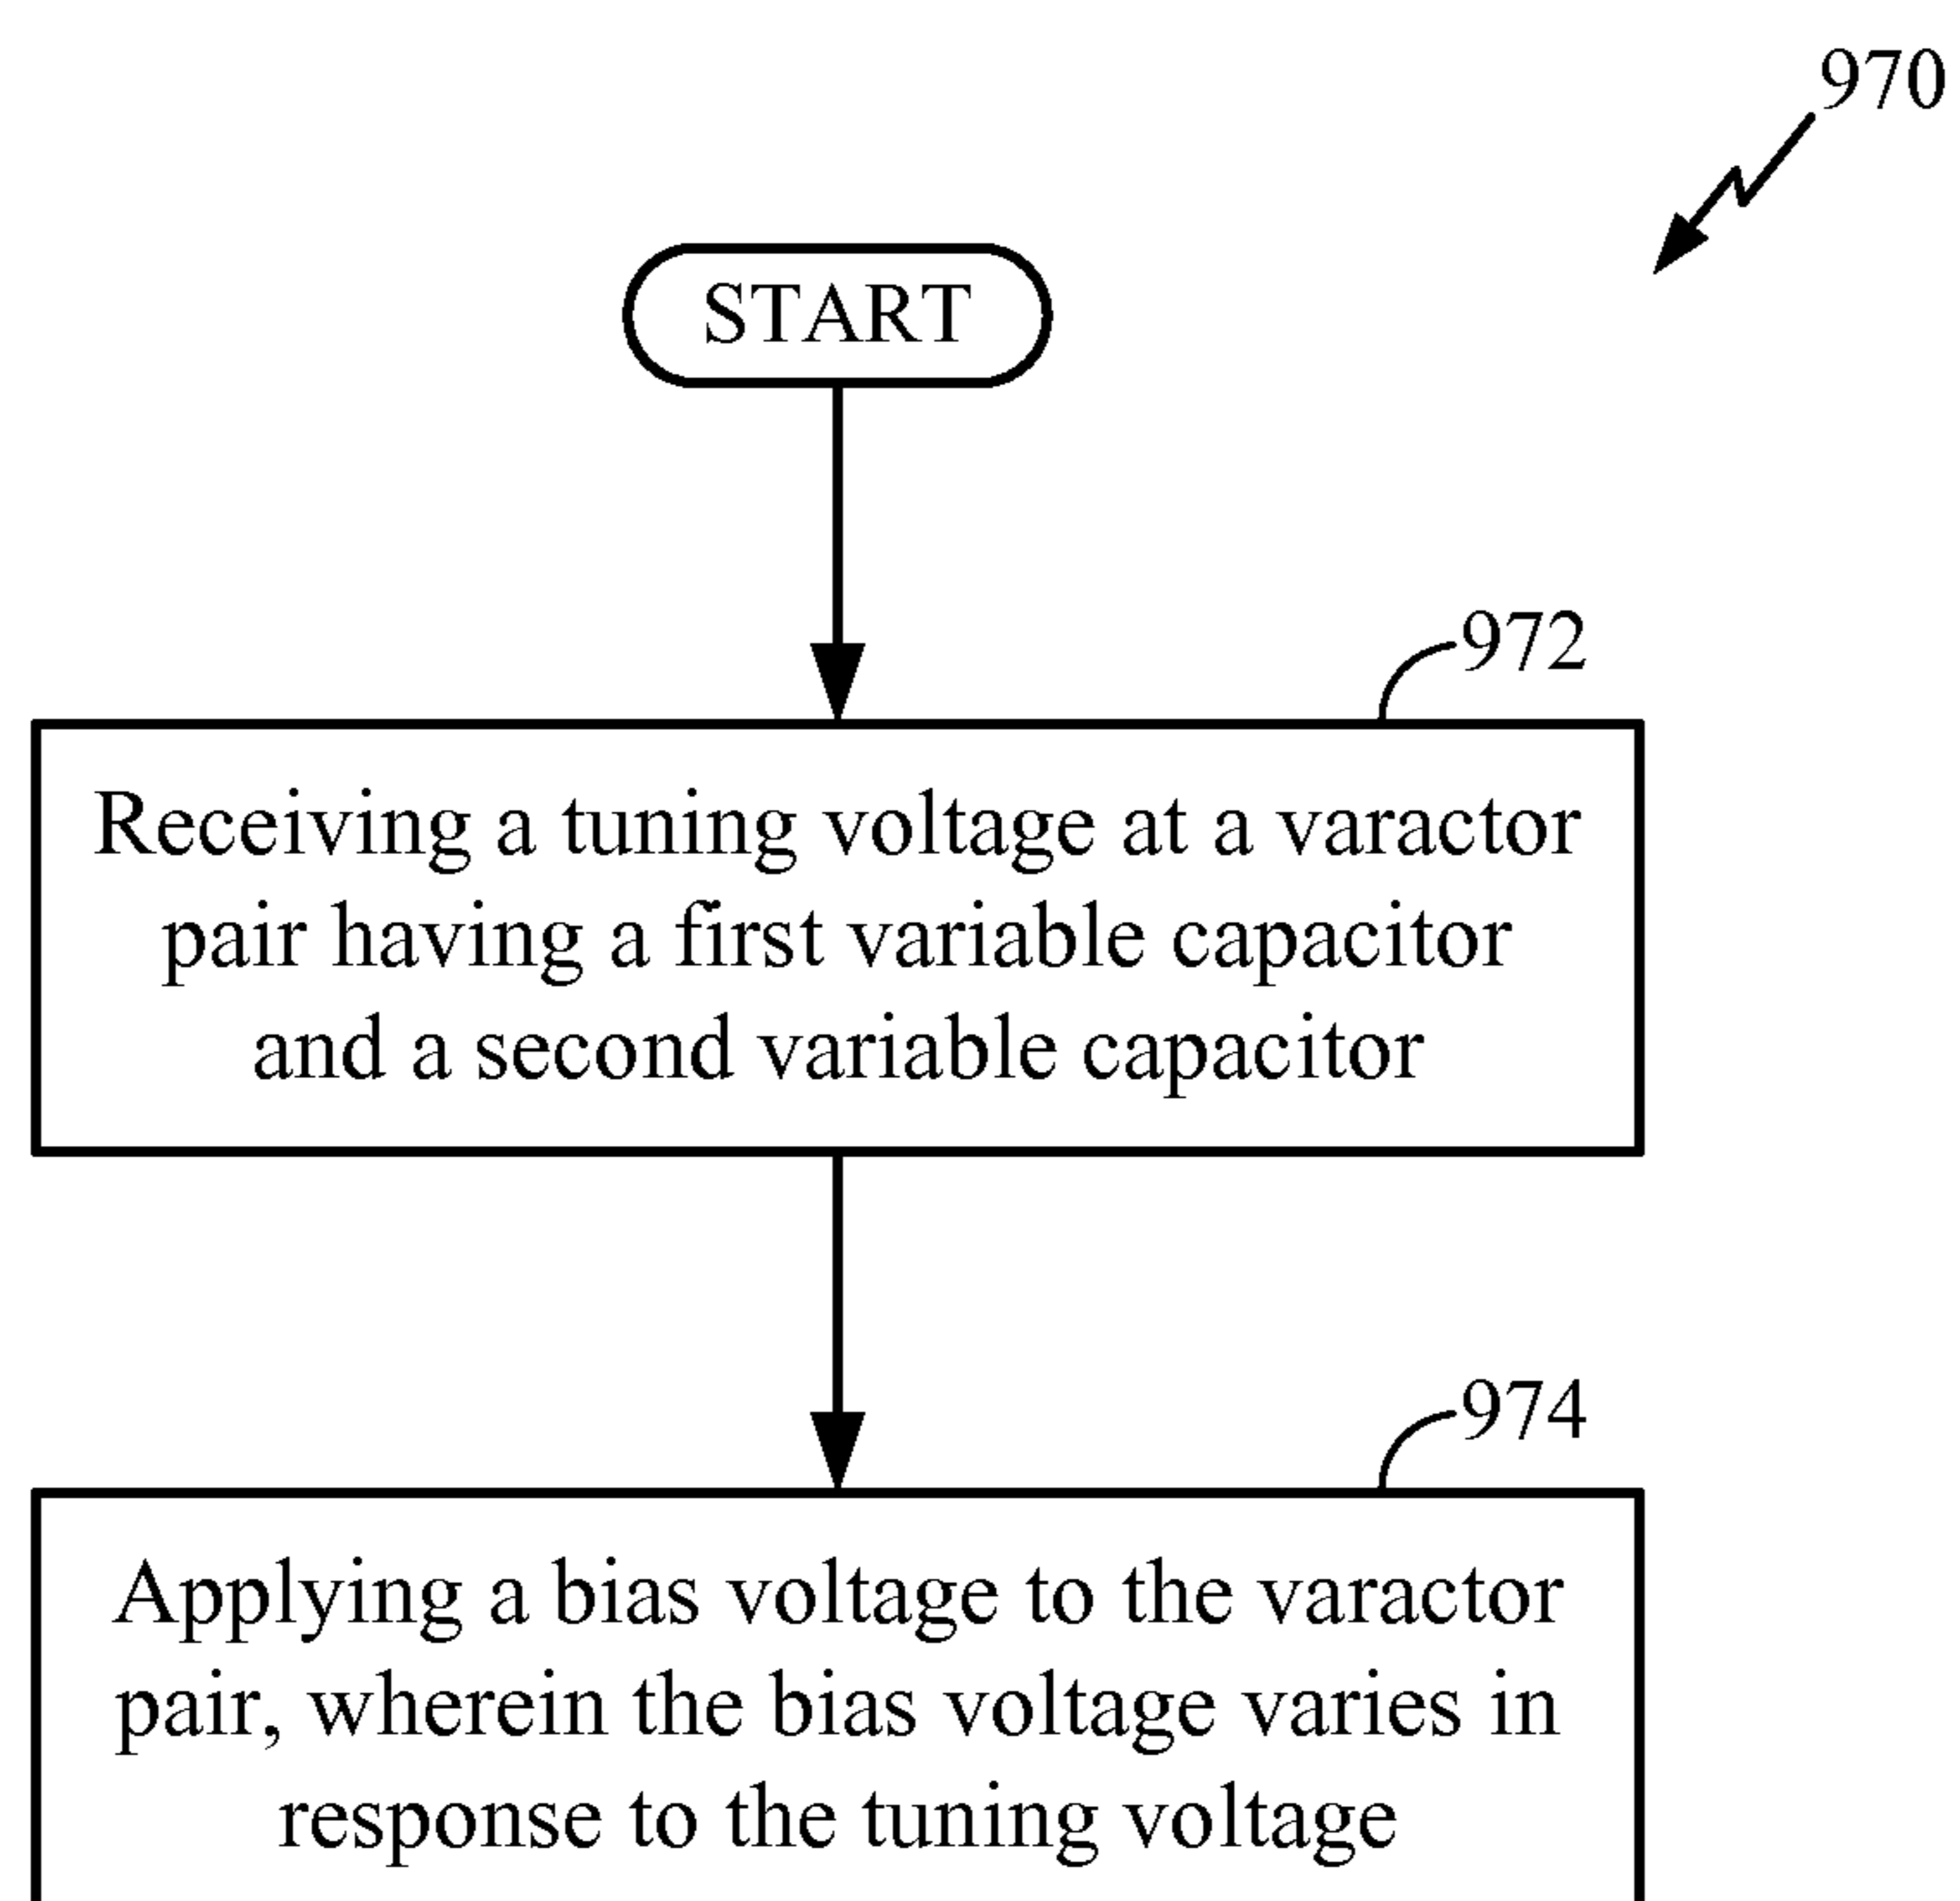 970
START
972
Receiving a tuning voltage at a varactor
pair having a first variable capacitor
and a second variable capacitor
974
Applying a bias voltage to the varactor
pair, wherein the bias voltage varies in
response to the tuning voltage